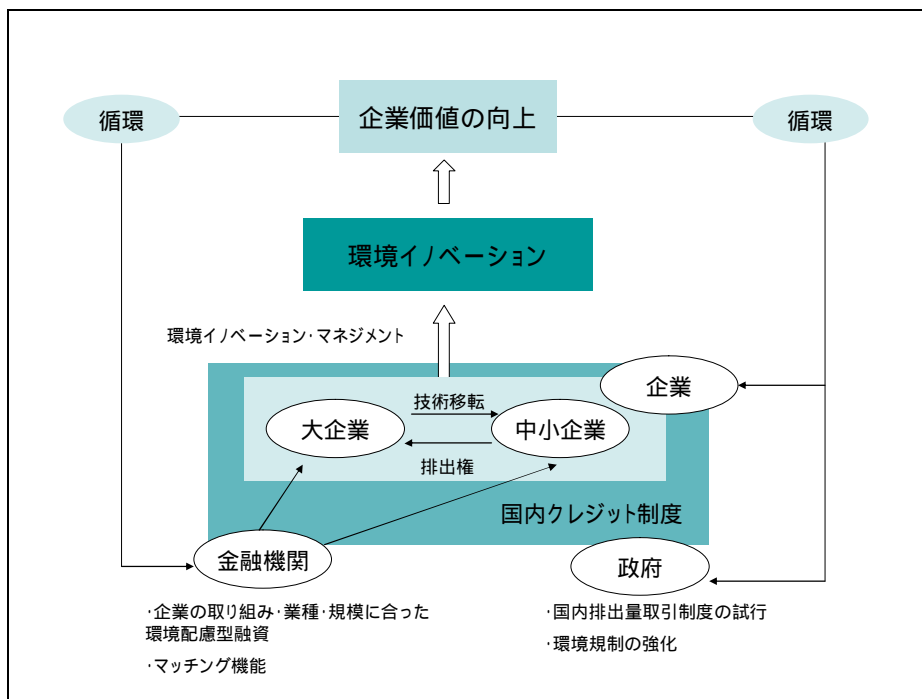 循環
企業価値の向上
循環
環境イノベーション
環境イノベーション・マネジメント
企業
技術移転
大企業
中小企業
排出権
国内クレジット制度
金融機関
政府
・企業の取り組み・業種・規模に合った
環境配慮型融資
・マッチング機能
・国内排出量取引制度の試行
・環境規制の強化